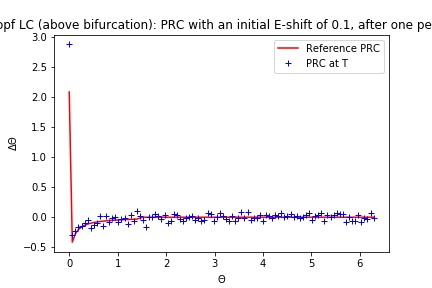 opf LC (above bifurcation): PRC with an initial E-shift of 0.1, after one pe
Reference PRC
PRC at T
3.0
2.5
2.0
1.5
1.0
0.5
0.0
−0.5
ΔΘ
0 1 2 3 4 5 6
Θ